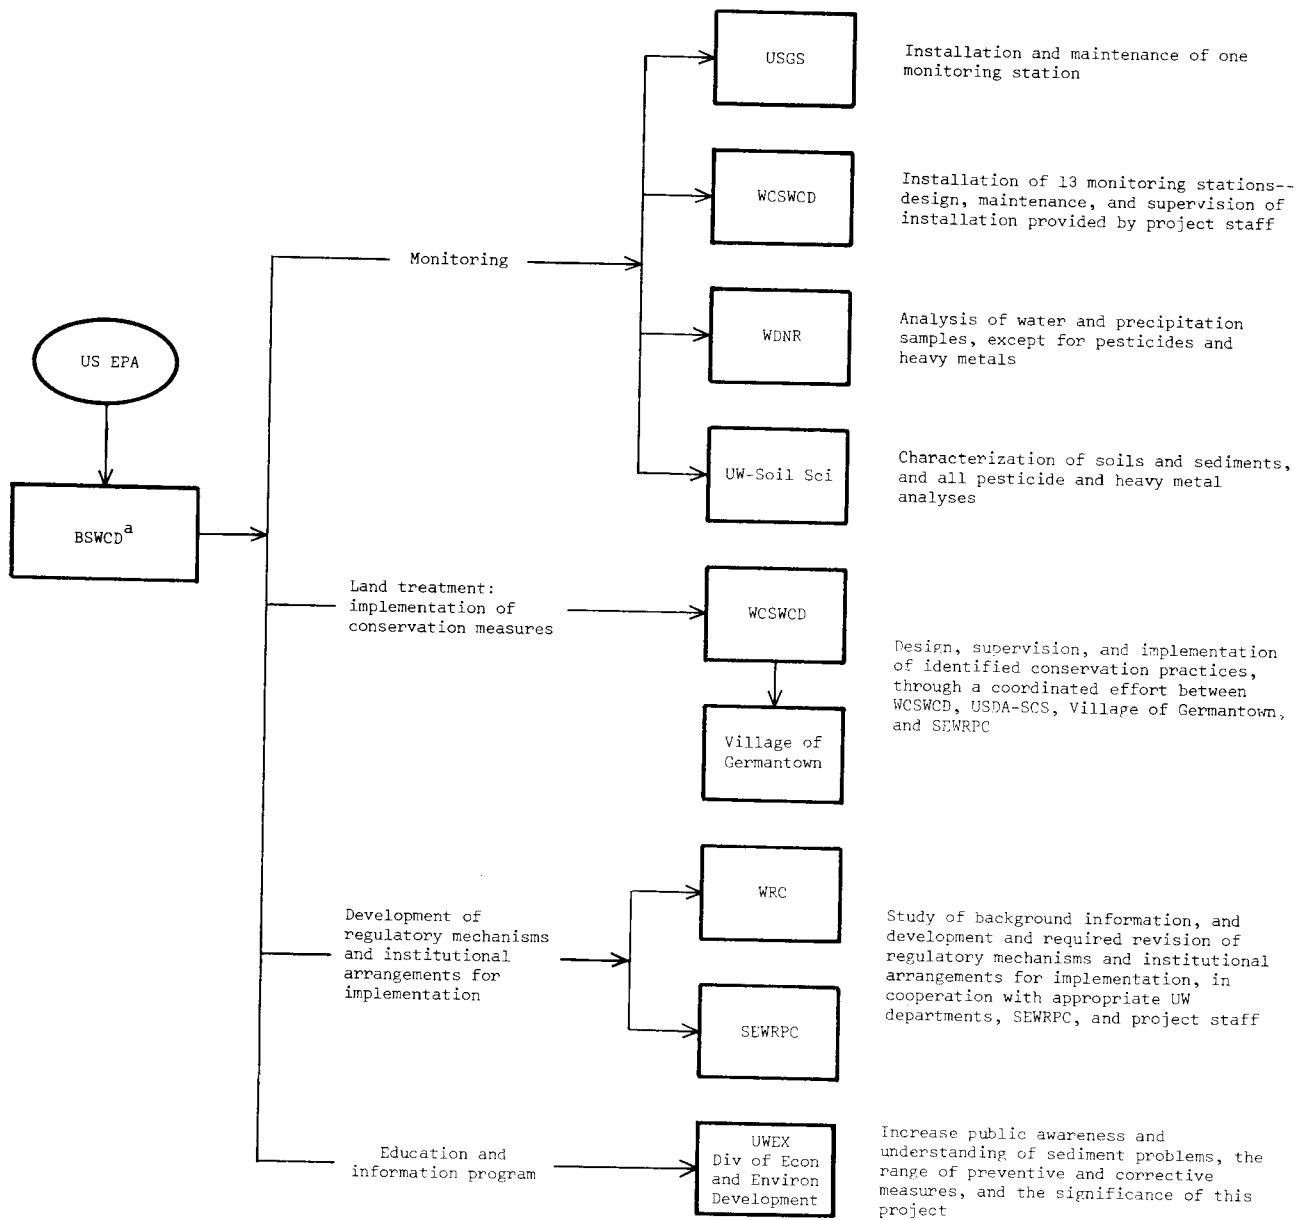 USGS
Installation and maintenance of one
monitoring station
WCSWCD
Installation of 13 monitoring stations--
design, maintenance, and supervision of
installation provided by project staff
Monitoring
WDNR
Analysis of water and precipitation
samples, except for pesticides and
heavy metals
US EPA
UW-Soil Sci
Characterization of soils and sediments,
and all pesticide and heavy metal
analyses
BSWCDa
Land treatment:
implementation of
conservation measures
WCSWCD
Village of
Germantown
Design, supervision, and implementation
of identified conservation practices,
through a coordinated effort between
WCSWCD, USDA-SCS, Village of Germantown,
and SEWRPC
Development of
regulatory mechanisms
and institutional
arrangements for
implementation
WRC
SEWRPC
Study of background information, and
development and required revision of
regulatory mechanisms and institutional
arrangements for implementation, in
cooperation with appropriate UW
departments, SEWRPC, and project staff
Education and
information program
UWEX
Div of Econ
and Environ
Development
Increase public awareness and
understanding of sediment problems, the
range of preventive and corrective
measures, and the significance of this
project